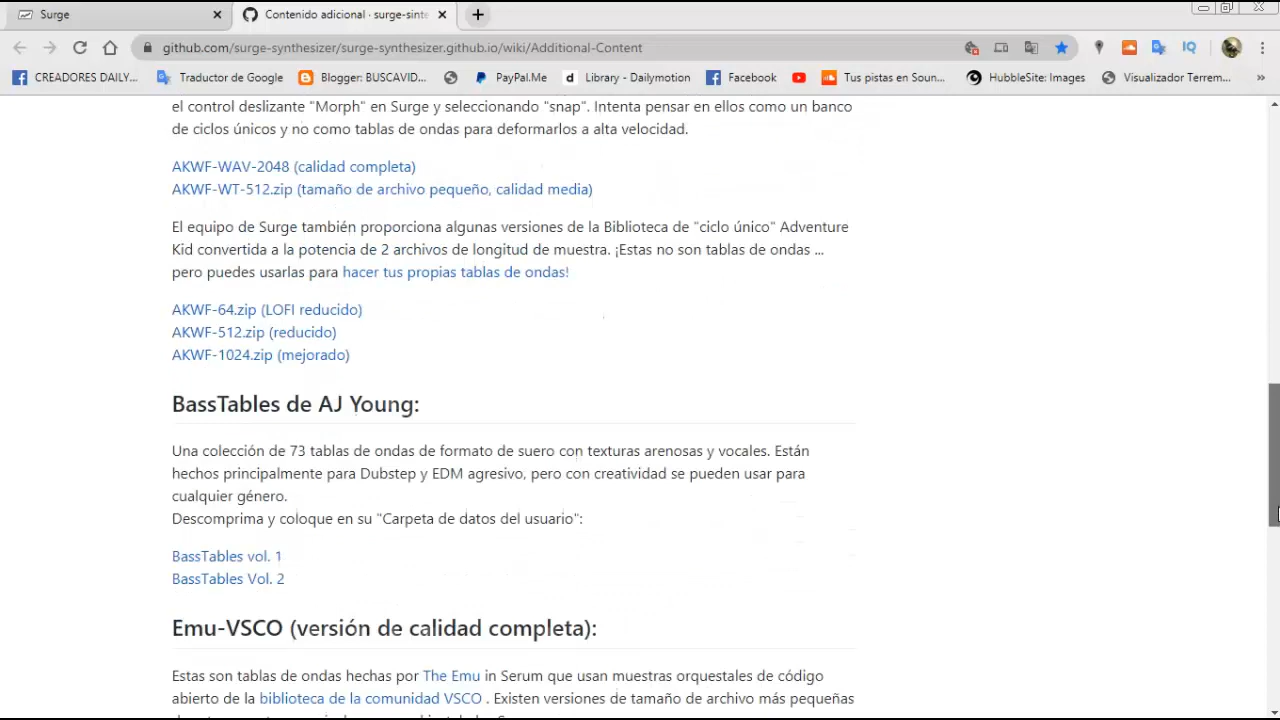 Surge
Contenido adicional · surge-sinte
github.com/surge-synthesizer/surge-synthesizer.github.io/wiki/Additional-Content
IQ
CREADORES DAILY...
Traductor de Google
Blogger: BUSCAVID...
PayPal.Me
d Library - Dailymotion
Facebook
Tus pistas en Soun...
HubbleSite: Images
Visualizador Terrem...
»
el control deslizante "Morph" en Surge y seleccionando "snap". Intenta pensar en ellos como un banco
de ciclos únicos y no como tablas de ondas para deformarlos a alta velocidad.
AKWF-WAV-2048 (calidad completa)
AKWF-WT-512.zip (tamaño de archivo pequeño, calidad media)
El equipo de Surge también proporciona algunas versiones de la Biblioteca de "ciclo único" Adventure
Kid convertida a la potencia de 2 archivos de longitud de muestra. ¡Estas no son tablas de ondas ...
pero puedes usarlas para hacer tus propias tablas de ondas!
AKWF-64.zip (LOFI reducido)
AKWF-512.zip (reducido)
AKWF-1024.zip (mejorado)
BassTables de AJ Young:
Una colección de 73 tablas de ondas de formato de suero con texturas arenosas y vocales. Están
hechos principalmente para Dubstep y EDM agresivo, pero con creatividad se pueden usar para
cualquier género.
Descomprima y coloque en su "Carpeta de datos del usuario":
BassTables vol. 1
BassTables Vol. 2
Emu-VSCO (versión de calidad completa):
Estas son tablas de ondas hechas por The Emu in Serum que usan muestras orquestales de código
abierto de la biblioteca de la comunidad VSCO . Existen versiones de tamaño de archivo más pequeñas